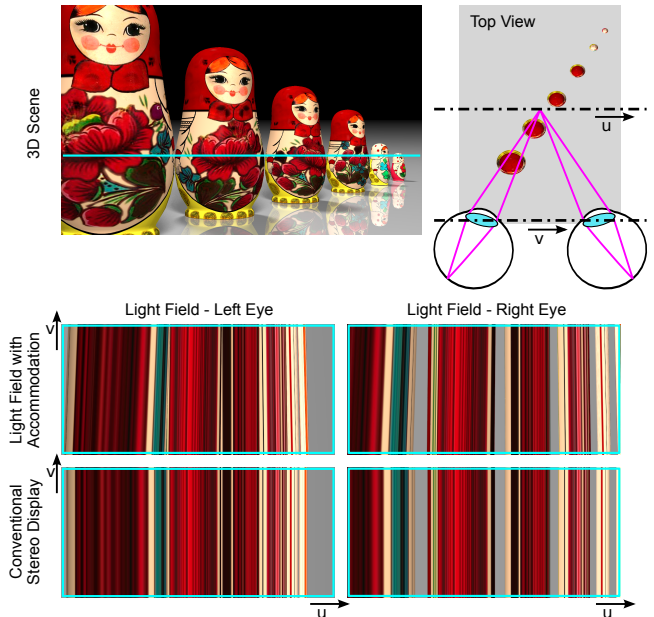 Top View
3D Scene
u
v
Light Field - Left Eye
Light Field - Right Eye
Light Field with
Accommodation
v
Conventional
Stereo Display
v
u
u